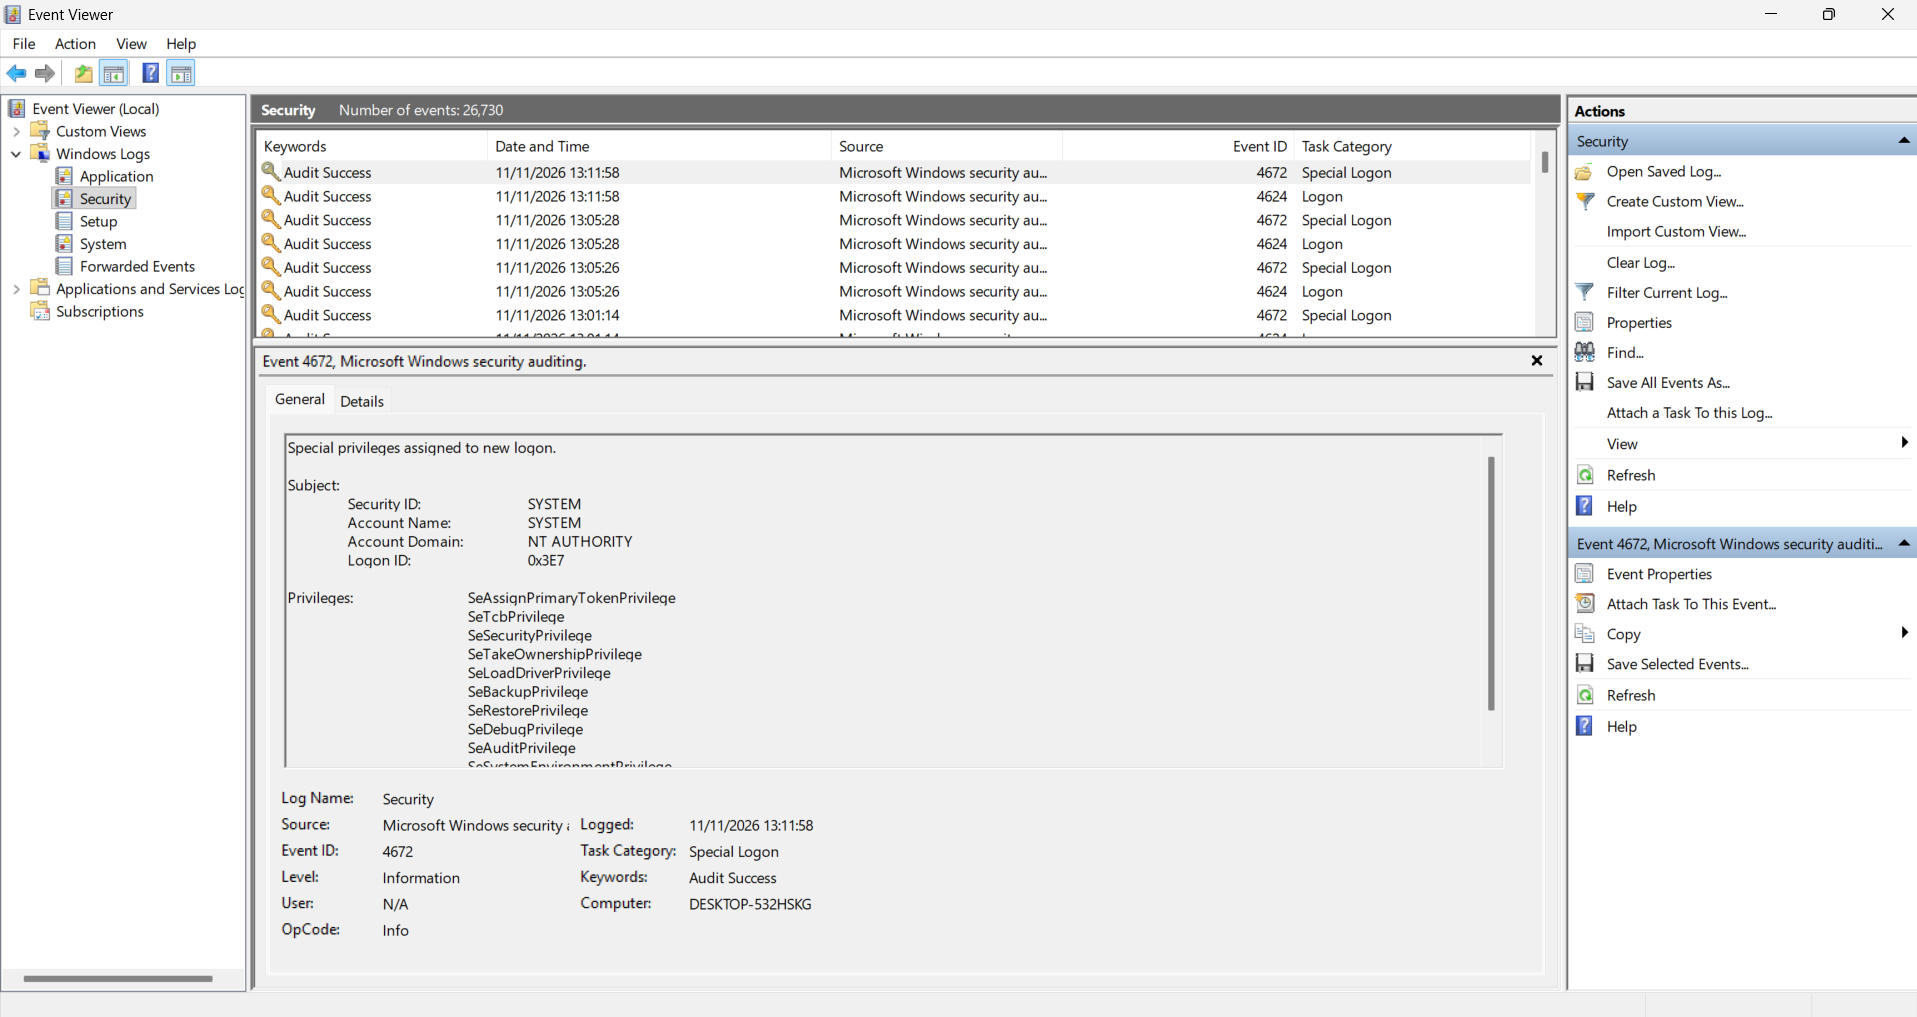 Event Viewer
File Action View Help
Event Viewer (Local)
Custom Views
Windows Logs
Application
Security
Setup
System
Forwarded Events
Applications and Services Log
Subscriptions
Security Number of events: 26,730
Keywords Date and Time Source Event ID Task Category
Audit Success 11/11/2026 13:11:58 Microsoft Windows security au... 4672 Special Logon
Audit Success 11/11/2026 13:11:58 Microsoft Windows security au... 4624 Logon
Audit Success 11/11/2026 13:05:28 Microsoft Windows security au... 4672 Special Logon
Audit Success 11/11/2026 13:05:28 Microsoft Windows security au... 4624 Logon
Audit Success 11/11/2026 13:05:26 Microsoft Windows security au... 4672 Special Logon
Audit Success 11/11/2026 13:05:26 Microsoft Windows security au... 4624 Logon
Audit Success 11/11/2026 13:01:14 Microsoft Windows security au... 4672 Special Logon
Event 4672, Microsoft Windows security auditing.
General Details
Special privileges assigned to new logon.
Subject:
Security ID: SYSTEM
Account Name: SYSTEM
Account Domain: NT AUTHORITY
Logon ID: 0x3E7
Privileges: SeAssignPrimaryTokenPrivilege
SeTcbPrivilege
SeSecurityPrivilege
SeTakeOwnershipPrivilege
SeLoadDriverPrivilege
SeBackupPrivilege
SeRestorePrivilege
SeDebugPrivilege
SeAuditPrivilege
SeSystemEnvironmentPrivilege
Log Name: Security
Source: Microsoft Windows security Logged: 11/11/2026 13:11:58
Event ID: 4672 Task Category: Special Logon
Level: Information Keywords: Audit Success
User: N/A Computer: DESKTOP-532HSKG
OpCode: Info
Actions
Security
Open Saved Log...
Create Custom View...
Import Custom View...
Clear Log...
Filter Current Log...
Properties
Find...
Save All Events As...
Attach a Task To this Log...
View
Refresh
Help
Event 4672, Microsoft Windows security auditi...
Event Properties
Attach Task To This Event...
Copy
Save Selected Events...
Refresh
Help